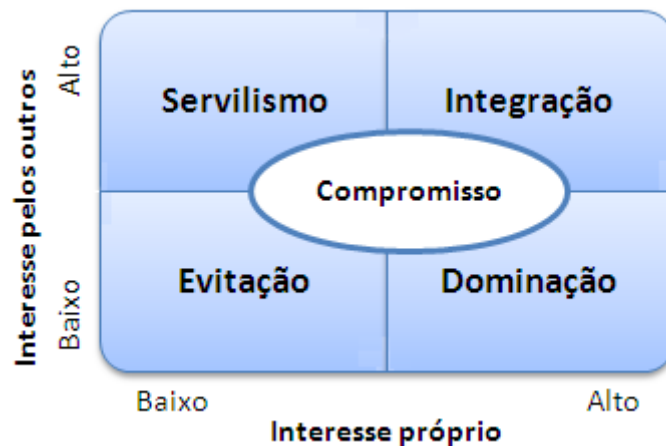 Interesse pelos outros
Alto
Baixo
Servilismo
Integração
Compromisso
Evitação
Dominação
Baixo
Alto
Interesse próprio